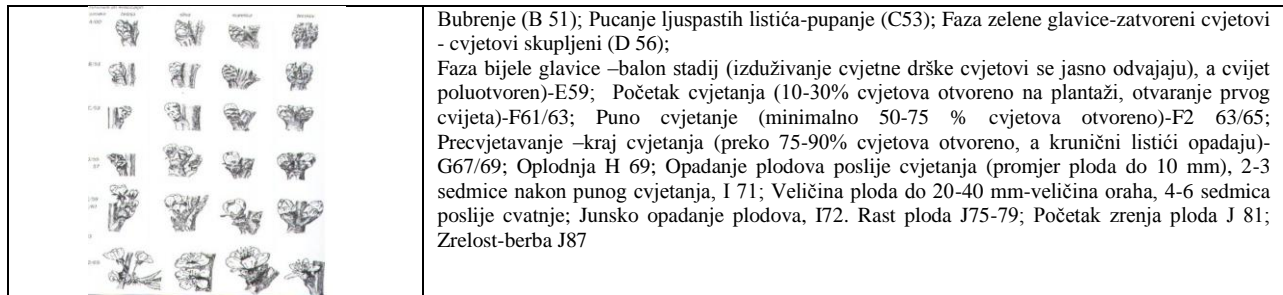 Bubrenje (B 51); Pucanje ljuspastih listića-pupanje (C53); Faza zelene glavice-zatvoreni cvjetovi
- cvjetovi skupljeni (D 56);
Faza bijele glavice –balon stadij (izduživanje cvjetne drške cvjetovi se jasno odvajaju), a cvijet
poluotvoren)-E59; Početak cvjetanja (10-30% cvjetova otvoreno na plantaži, otvaranje prvog
cvijeta)-F61/63; Puno cvjetanje (minimalno 50-75 % cvjetova otvoreno)-F2 63/65;
Precvjetavanje –kraj cvjetanja (preko 75-90% cvjetova otvoreno, a krunični listići opadaju)-
G67/69; Oplodnja H 69; Opadanje plodova poslije cvjetanja (promjer ploda do 10 mm), 2-3
sedmice nakon punog cvjetanja, I 71; Veličina ploda do 20-40 mm-veličina oraha, 4-6 sedmica
poslije cvatnje; Junsko opadanje plodova, I72. Rast ploda J75-79; Početak zrenja ploda J 81;
Zrelost-berba J87